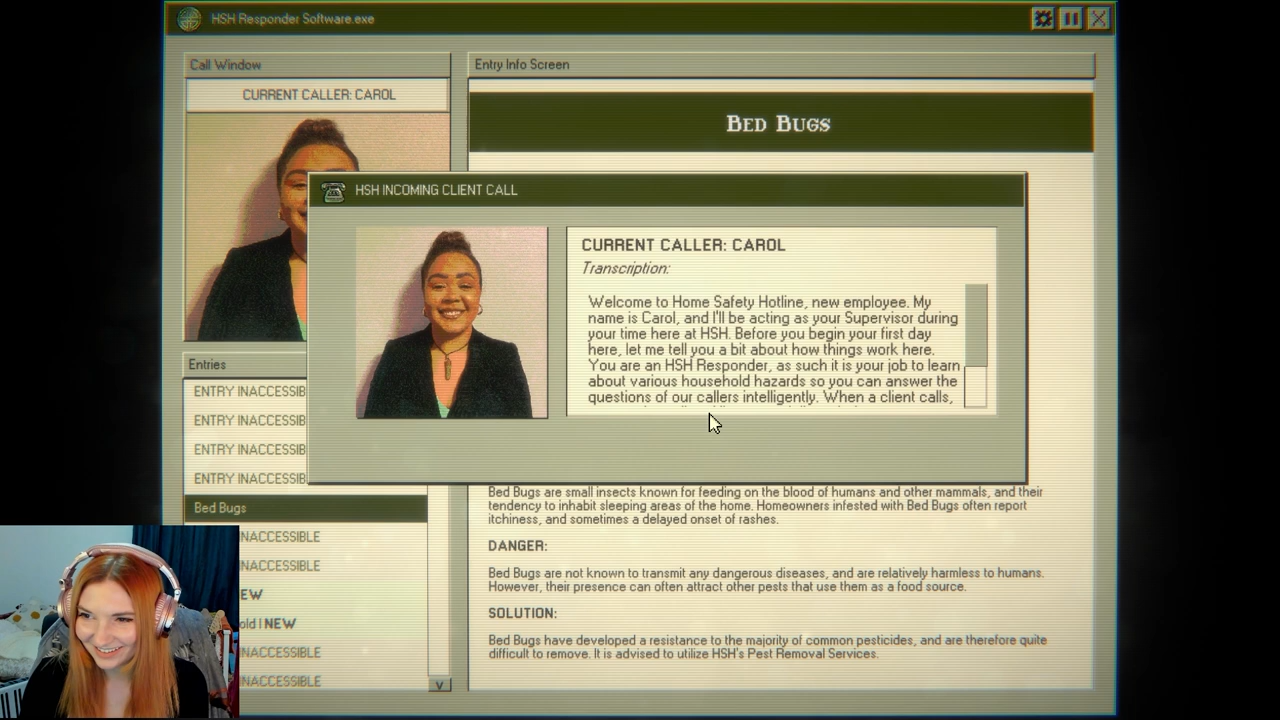 HSH Responder Software.exe
Call Window
Entry Info Screen
CURRENT CALLER: CAROL
BED BUGS
HSH INCOMING CLIENT CALL
CURRENT CALLER: CAROL
Transcription:
Welcome to Home Safety Hotline, new employee. My
name is Carol, and I'll be acting as your Supervisor during
your time here at HSH. Before you begin your first day
here, let me tell you a bit about how things work here.
You are an HSH Responder, as such it is your job to learn
about various household hazards so you can answer the
questions of our callers intelligently. When a client calls,
Entries
ENTRY INACCESSIB
ENTRY INACCESSIB
ENTRY INACCESSIB
ENTRY INACCESSIB
Bed Bugs
NACCESSIBLE
NACCESSIBLE
EW
old | NEW
NACCESSIBLE
NACCESSIBLE
v
Bed Bugs are small insects known for feeding on the blood of humans and other mammals, and their
tendency to inhabit sleeping areas of the home. Homeowners infested with Bed Bugs often report
itchiness, and sometimes a delayed onset of rashes.
DANGER:
Bed Bugs are not known to transmit any dangerous diseases, and are relatively harmless to humans.
However, their presence can often attract other pests that use them as a food source.
SOLUTION:
Bed Bugs have developed a resistance to the majority of common pesticides, and are therefore quite
difficult to remove. It is advised to utilize HSH's Pest Removal Services.